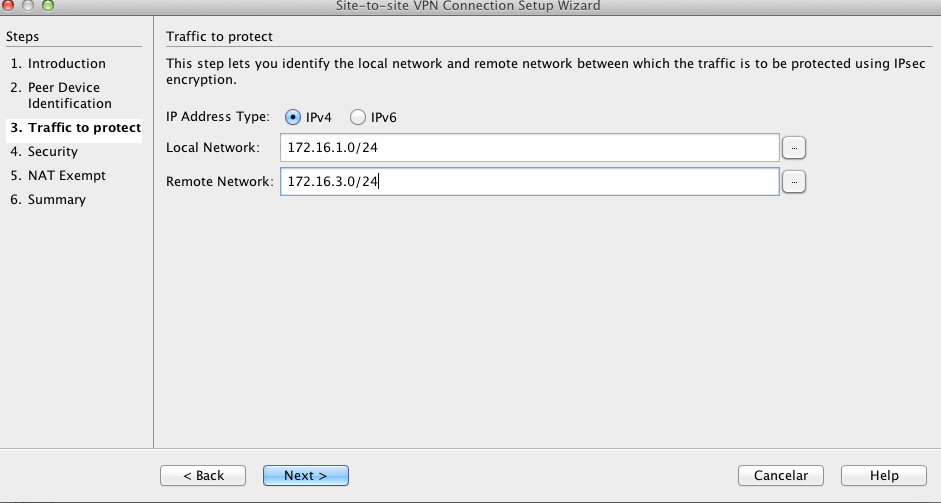 Site-to-site VPN Connection Setup Wizard
Steps
1. Introduction
2. Peer Device
Identification
3. Traffic to protect
4. Security
5. NAT Exempt
6. Summary
Traffic to protect
This step lets you identify the local network and remote network between which the traffic is to be protected using IPsec
encryption.
IP Address Type: IPv4 IPv6
Local Network: 172.16.1.0/24 ...
Remote Network: 172.16.3.0/24 ...
< Back Next > Cancelar Help